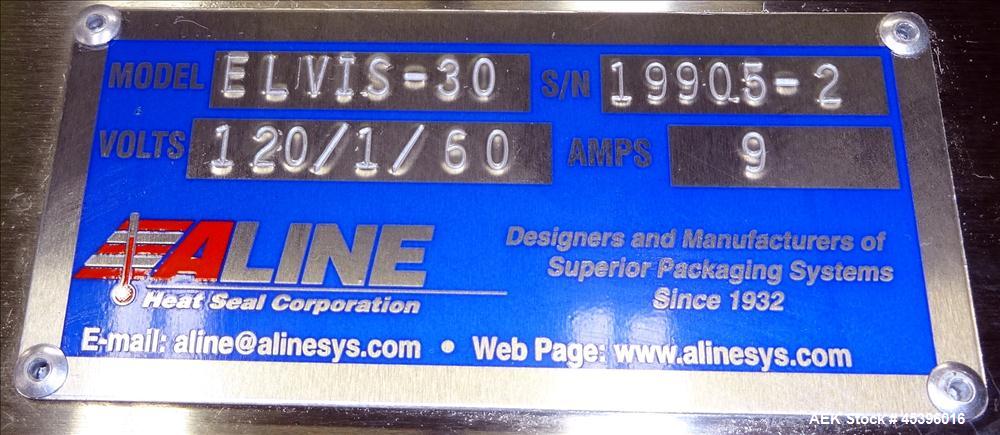 MODEL ELVIS-30 S/N 19905-2
VOLTS 120/1/60 AMPS 9
ALINE
Heat Seal Corporation
Designers and Manufacturers of
Superior Packaging Systems
Since 1932
E-mail: aline@alinesys.com • Web Page: www.alinesys.com
AEK Stock # 45396016